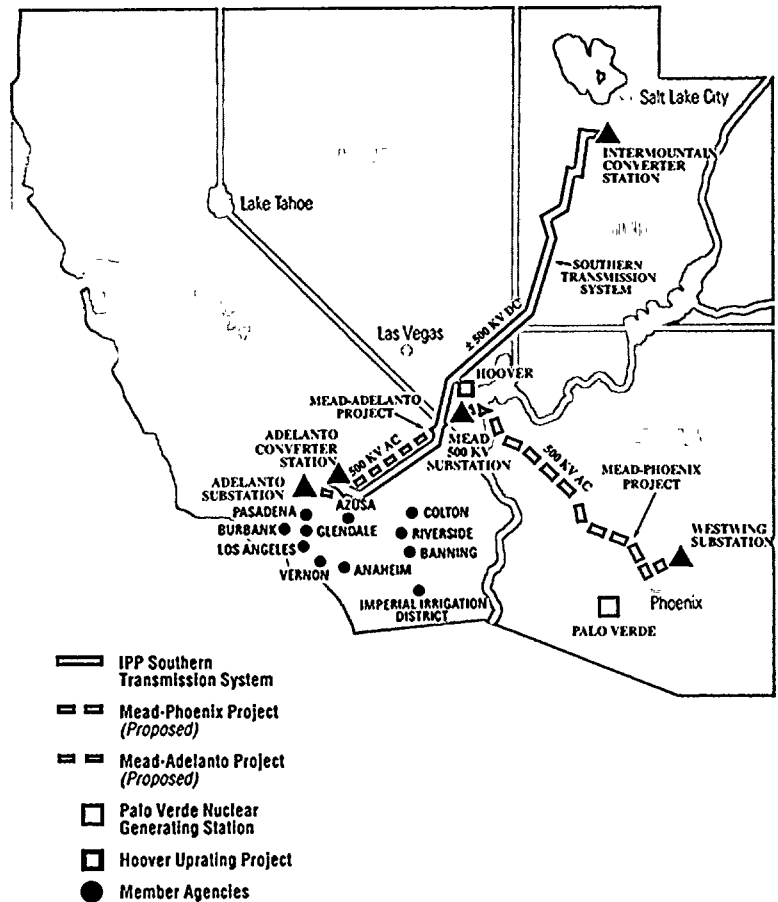 Salt Lake City
INTERMOUNTAIN
CONVERTER
STATION
Lake Tahoe
SOUTHERN
TRANSMISSION
SYSTEM
± 500 KV DC
Las Vegas
HOOVER
MEAD-ADELANTO
PROJECT
MEAD
500 KV
SUBSTATION
500 KV AC
ADELANTO
CONVERTER
STATION
500 KV AC
MEAD-PHOENIX
PROJECT
ADELANTO
SUBSTATION
WESTWING
SUBSTATION
AZUSA
PASADENA
COLTON
BURBANK
GLENDALE
RIVERSIDE
LOS ANGELES
BANNING
VERNON
ANAHEIM
IMPERIAL IRRIGATION
DISTRICT
Phoenix
PALO VERDE
IPP Southern
Transmission System
Mead-Phoenix Project
(Proposed)
Mead-Adelanto Project
(Proposed)
Palo Verde Nuclear
Generating Station
Hoover Uprating Project
Member Agencies